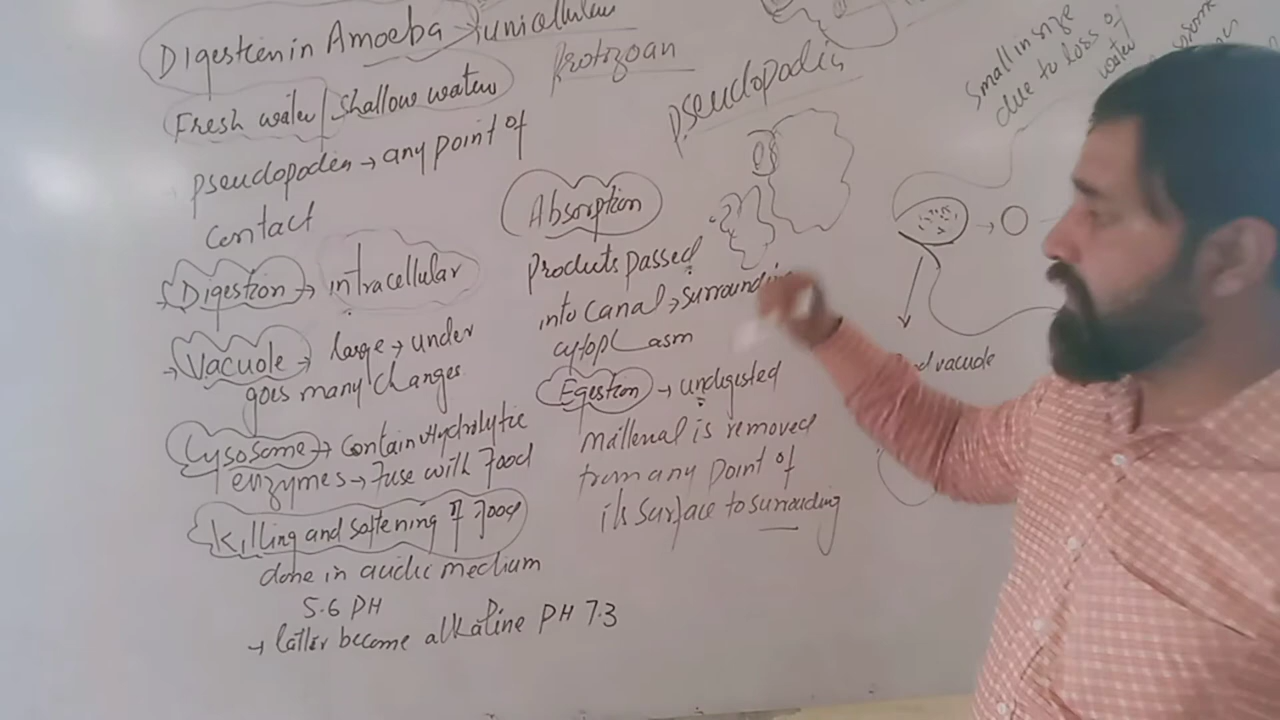 Digestion in Amoeba → unicellular
Protozoan
Fresh water / shallow waters
pseudopodia → any point of
contact
Digestion → intracellular
Vacuole → large → under
goes many changes
Lysosome → contain Hydrolytic
enzymes → fuse with food
Killing and softening of food
done in acidic medium
5.6 PH
→ latter become alkaline PH 7.3
Absorption
Products passed
into canal → surrounding
cytoplasm
Egestion → undigested
material is removed
from any point of
its surface to surrouding
pseudopodia
Small in size
due to loss of
water
vacuole